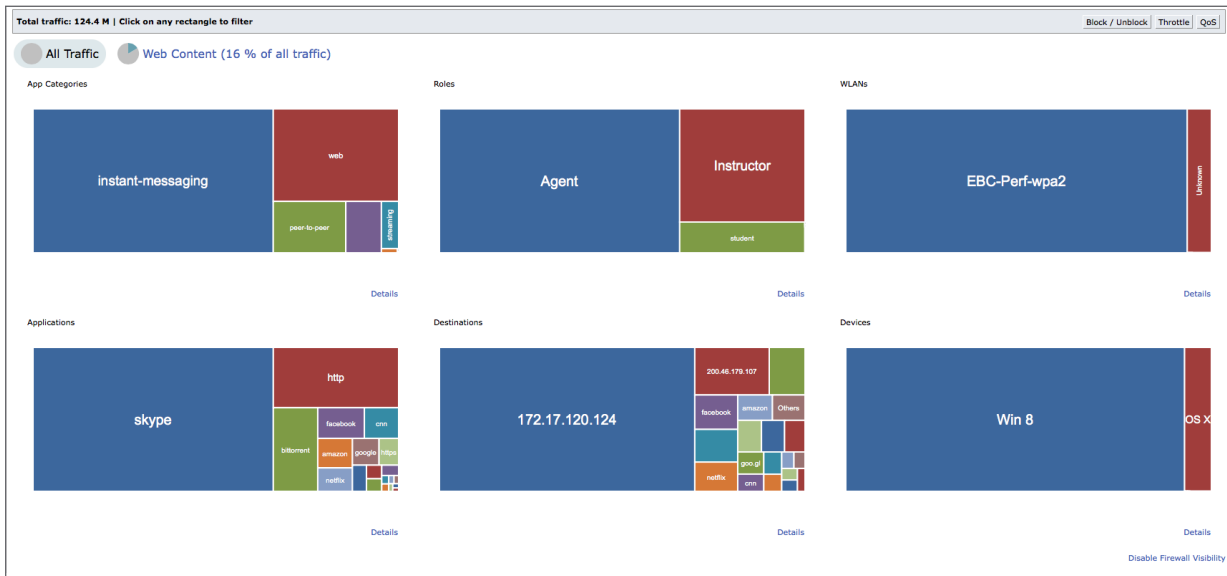 Total traffic: 124.4 M | Click on any rectangle to filter
Block / Unblock Throttle QoS
All Traffic Web Content (16 % of all traffic)
App Categories Roles WLANs
instant-messaging
web
peer-to-peer
streaming
Agent
Instructor
student
EBC-Perf-wpa2
Unknown
Details Details Details
Applications Destinations Devices
skype
http
bittorrent
facebook cnn
amazon google https
netflix
172.17.120.124
200.46.179.107
facebook amazon Others
goo.gl
netflix cnn
Win 8
OS X
Details Details Details
Disable Firewall Visibility